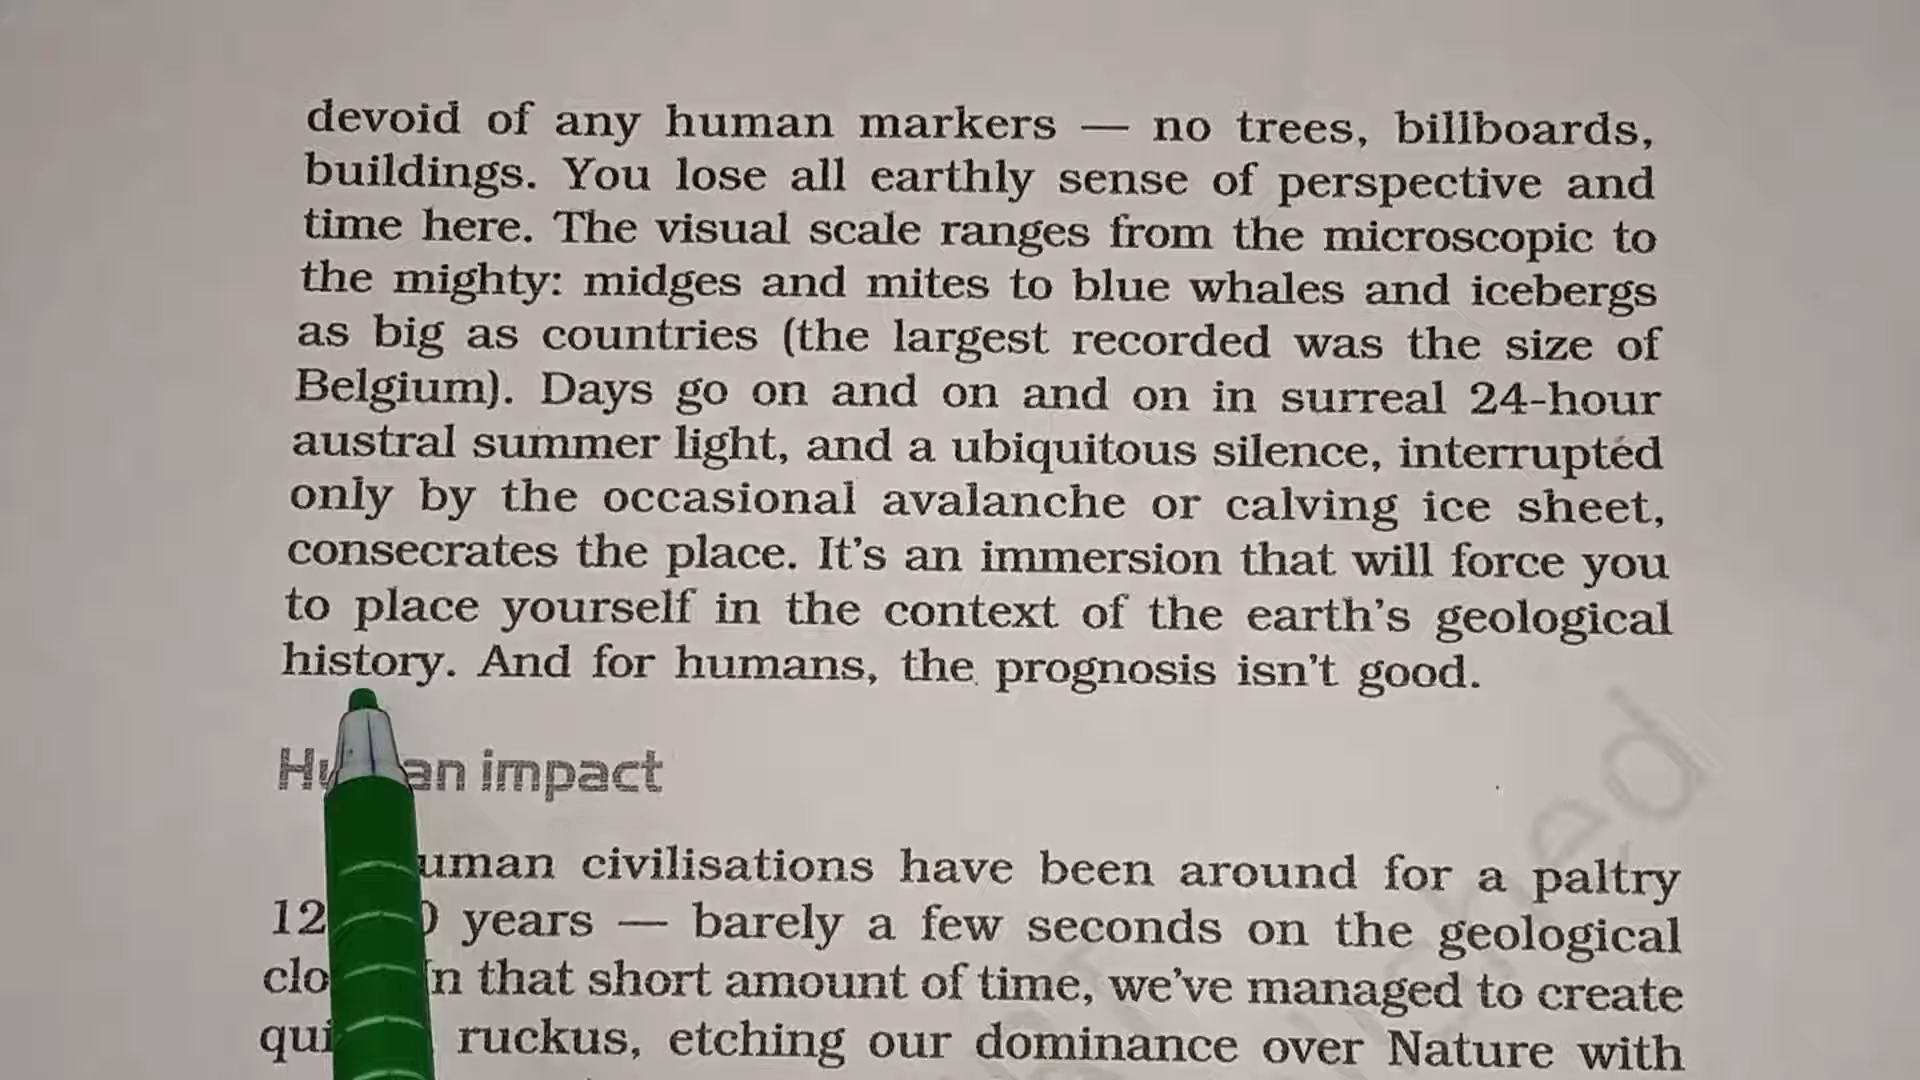 devoid of any human markers — no trees, billboards,
buildings. You lose all earthly sense of perspective and
time here. The visual scale ranges from the microscopic to
the mighty: midges and mites to blue whales and icebergs
as big as countries (the largest recorded was the size of
Belgium). Days go on and on and on in surreal 24-hour
austral summer light, and a ubiquitous silence, interrupted
only by the occasional avalanche or calving ice sheet,
consecrates the place. It's an immersion that will force you
to place yourself in the context of the earth's geological
history. And for humans, the prognosis isn't good.
Human impact
uman civilisations have been around for a paltry
years — barely a few seconds on the geological
In that short amount of time, we've managed to create
ruckus, etching our dominance over Nature with